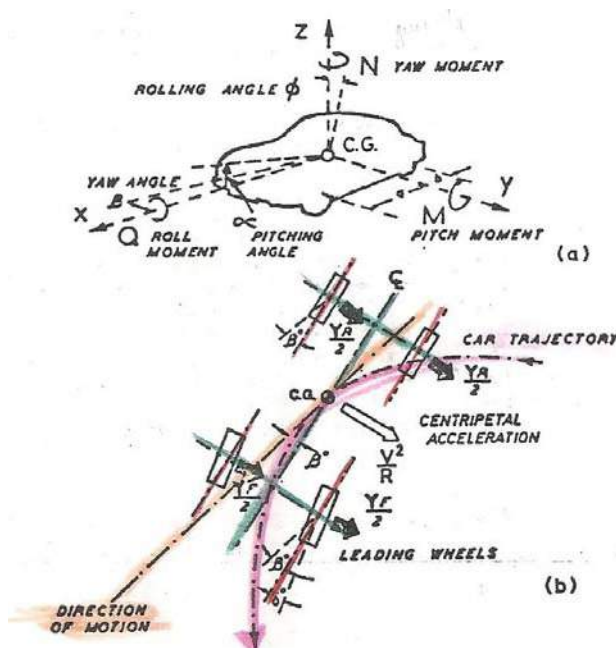 Z
N YAW MOMENT
ROLLING ANGLE ϕ
C.G.
YAW ANGLE
β
X
Q
ROLL
MOMENT
α
PITCHING
ANGLE
a
b
M
y
PITCH MOMENT
(a)
℄
β°
YR/2
CAR TRAJECTORY
YR/2
C.G.
CENTRIPETAL
ACCELERATION
V²/R
β°
YF/2
YF/2
LEADING WHEELS
β°
(b)
DIRECTION
OF MOTION